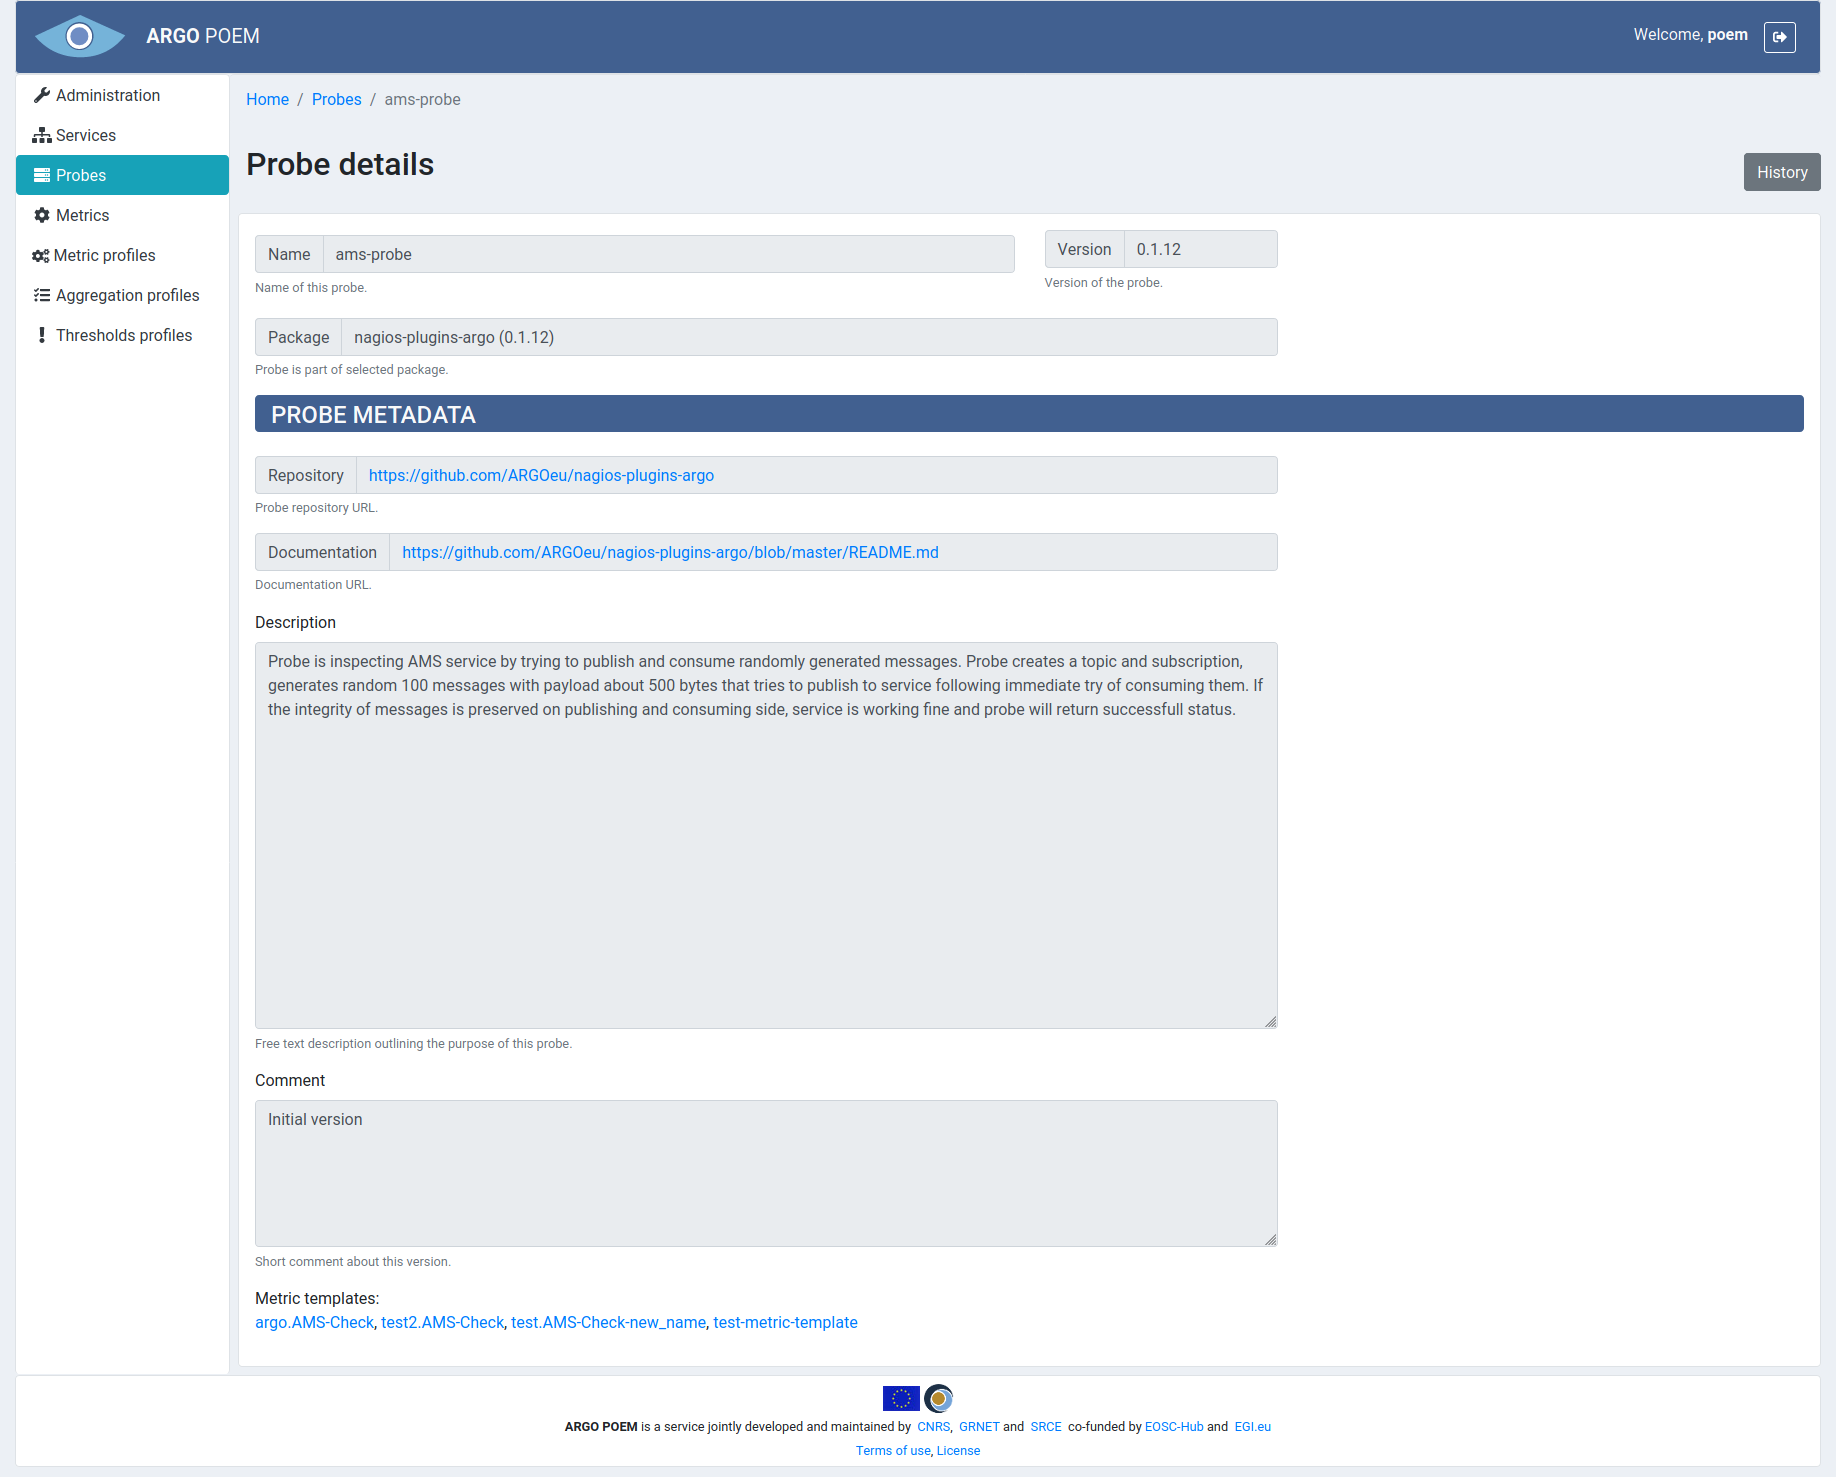 ARGO POEM
Welcome, poem
Administration
Services
Probes
Metrics
Metric profiles
Aggregation profiles
Thresholds profiles
Home / Probes / ams-probe
Probe details
History
Name ams-probe
Name of this probe.
Version 0.1.12
Version of the probe.
Package nagios-plugins-argo (0.1.12)
Probe is part of selected package.
PROBE METADATA
Repository https://github.com/ARGOeu/nagios-plugins-argo
Probe repository URL.
Documentation https://github.com/ARGOeu/nagios-plugins-argo/blob/master/README.md
Documentation URL.
Description
Probe is inspecting AMS service by trying to publish and consume randomly generated messages. Probe creates a topic and subscription,
generates random 100 messages with payload about 500 bytes that tries to publish to service following immediate try of consuming them. If
the integrity of messages is preserved on publishing and consuming side, service is working fine and probe will return successfull status.
Free text description outlining the purpose of this probe.
Comment
Initial version
Short comment about this version.
Metric templates:
argo.AMS-Check, test2.AMS-Check, test.AMS-Check-new_name, test-metric-template
ARGO POEM is a service jointly developed and maintained by CNRS, GRNET and SRCE co-funded by EOSC-Hub and EGI.eu
Terms of use, License